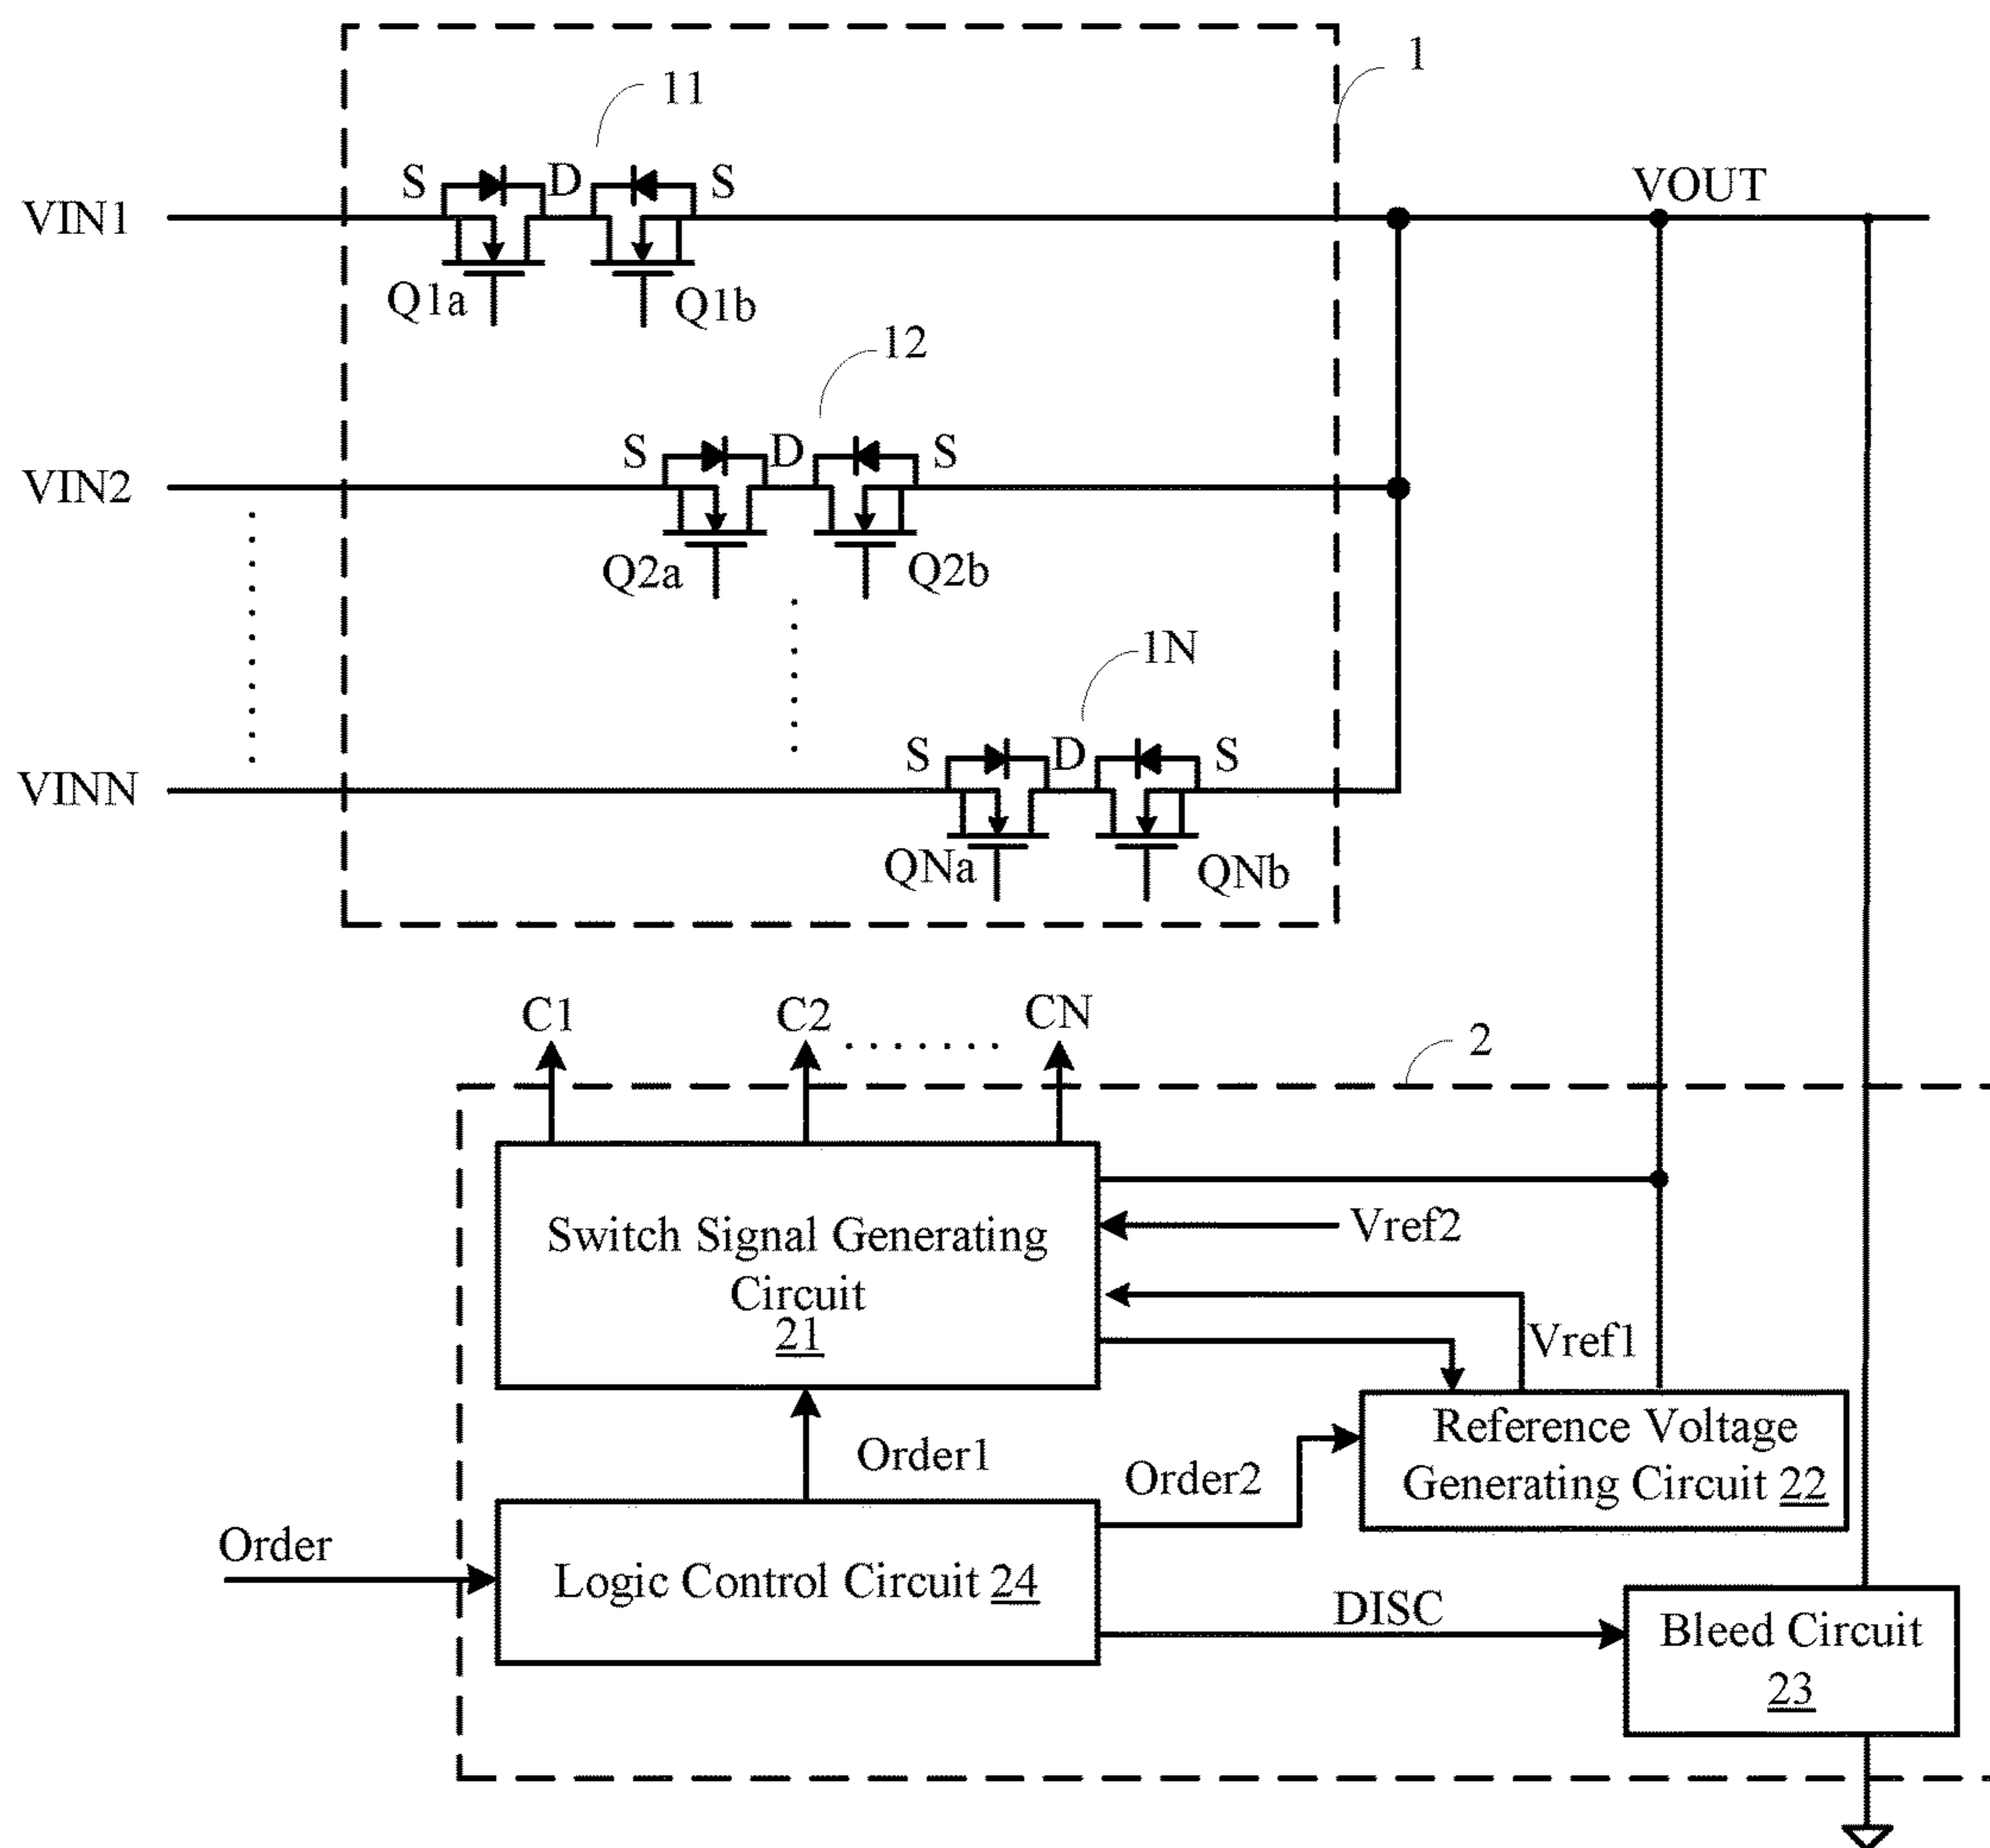 1
11
S D S
VOUT
VIN1
Q1a Q1b
12
S D S
VIN2
Q2a Q2b
1N
S D S
VINN
QNa QNb
C1 C2 ....... CN
2
Switch Signal Generating
Circuit
21
Vref2
Vref1
Reference Voltage
Generating Circuit 22
Order1
Order2
Order
Logic Control Circuit 24
DISC
Bleed Circuit
23